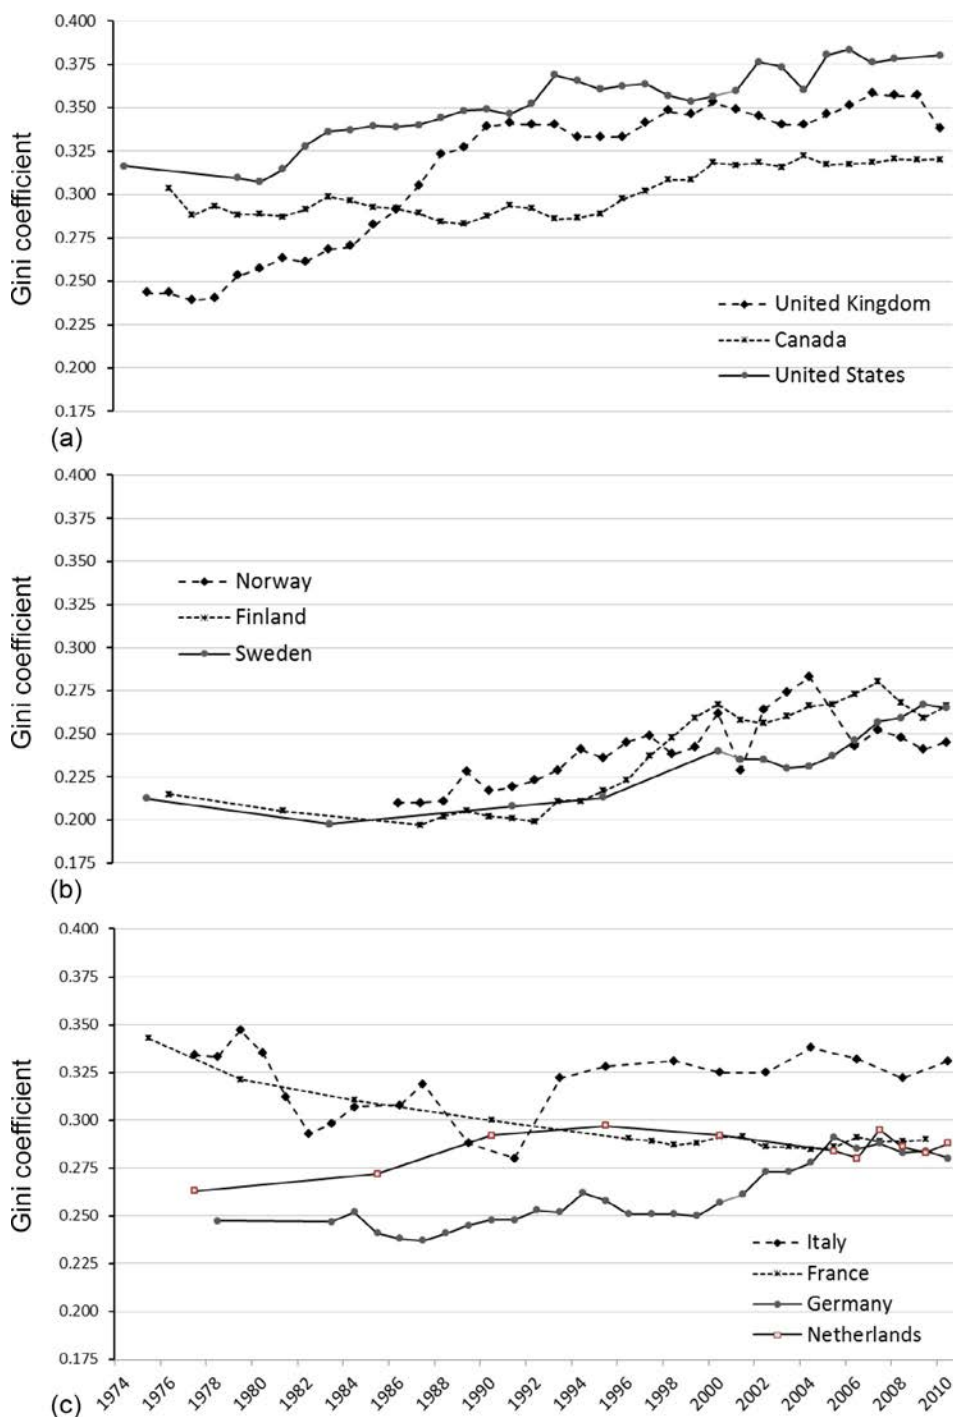 0.400
0.375
0.350
0.325
0.300
0.275
0.250
0.225
0.200
0.175
Gini coefficient
United Kingdom
Canada
United States
(a)
0.400
0.375
0.350
0.325
0.300
0.275
0.250
0.225
0.200
0.175
Gini coefficient
Norway
Finland
Sweden
(b)
0.400
0.375
0.350
0.325
0.300
0.275
0.250
0.225
0.200
0.175
Gini coefficient
Italy
France
Germany
Netherlands
1974 1976 1978 1980 1982 1984 1986 1988 1990 1992 1994 1996 1998 2000 2002 2004 2006 2008 2010
(c)